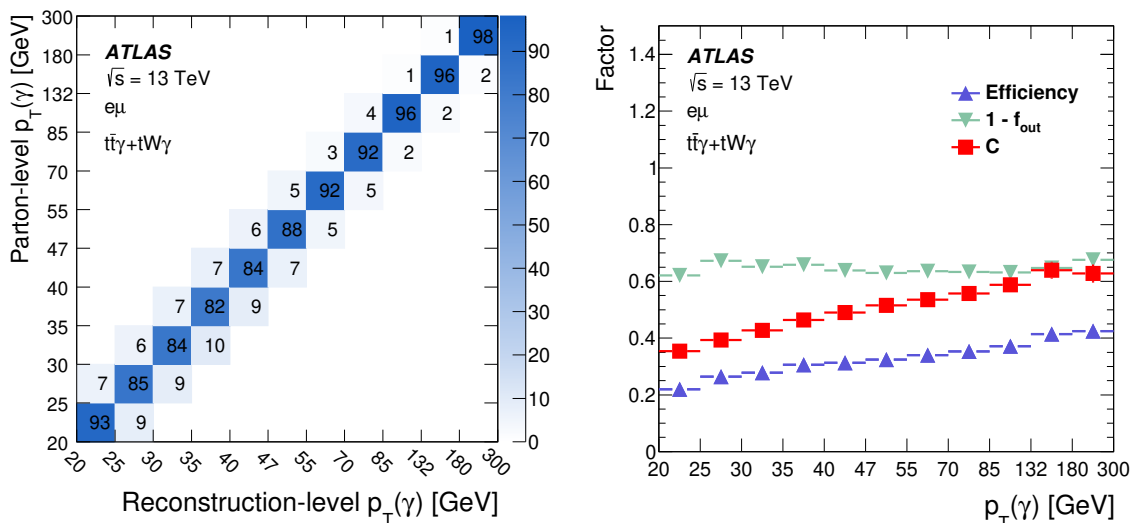 Parton-level p_T(γ) [GeV]
ATLAS
√s = 13 TeV
eμ
tt̄γ+tWγ
300
180
132
85
70
55
47
40
35
30
25
20
1 98
1 96 2
4 96 2
3 92 2
5 92 5
6 88 5
7 84 7
7 82 9
6 84 10
7 85 9
93 9
20 25 30 35 40 47 55 70 85 132 180 300
Reconstruction-level p_T(γ) [GeV]
90
80
70
60
50
40
30
20
10
0
Factor
ATLAS
√s = 13 TeV
eμ
tt̄γ+tWγ
Efficiency
1 - f_out
C
1.4
1.2
1
0.8
0.6
0.4
0.2
0
20 25 30 35 40 47 55 70 85 132 180 300
p_T(γ) [GeV]